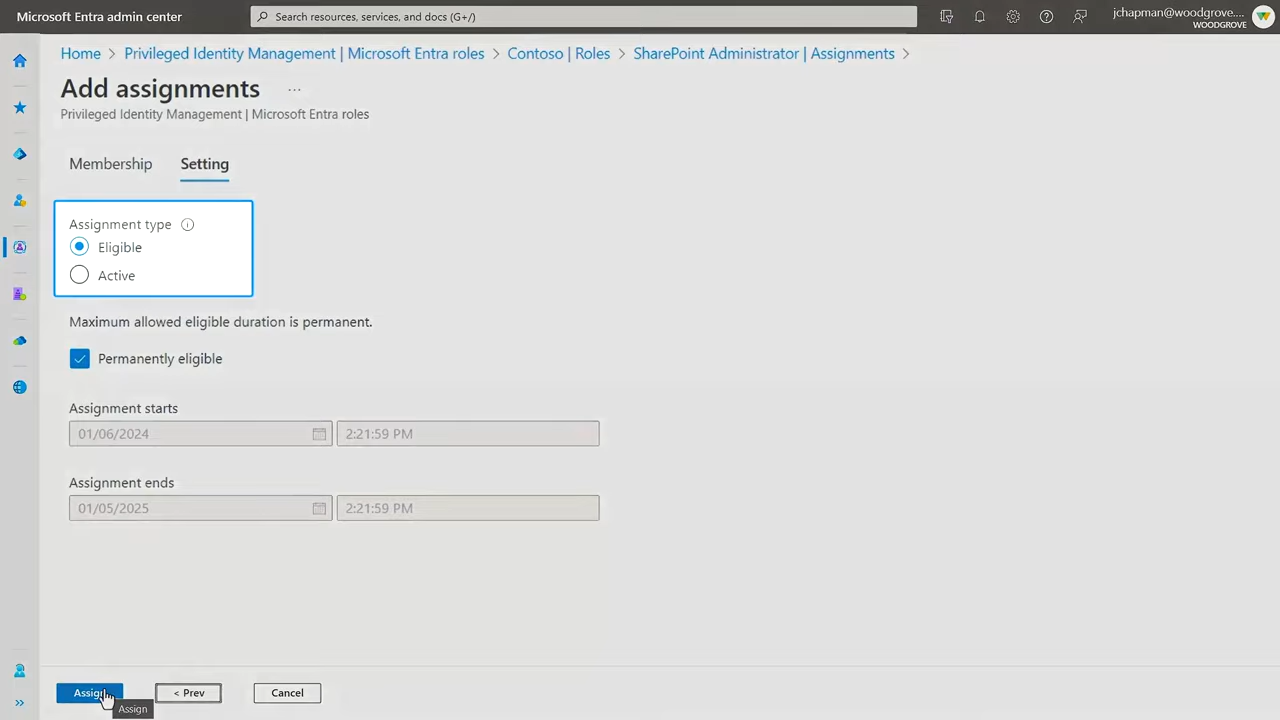 Microsoft Entra admin center
Search resources, services, and docs (G+/)
jchapman@woodgrove....
WOODGROVE
Home > Privileged Identity Management | Microsoft Entra roles > Contoso | Roles > SharePoint Administrator | Assignments >
Add assignments ...
Privileged Identity Management | Microsoft Entra roles
Membership Setting
Assignment type
Eligible
Active
Maximum allowed eligible duration is permanent.
Permanently eligible
Assignment starts
01/06/2024 2:21:59 PM
Assignment ends
01/05/2025 2:21:59 PM
Assign < Prev Cancel
Assign